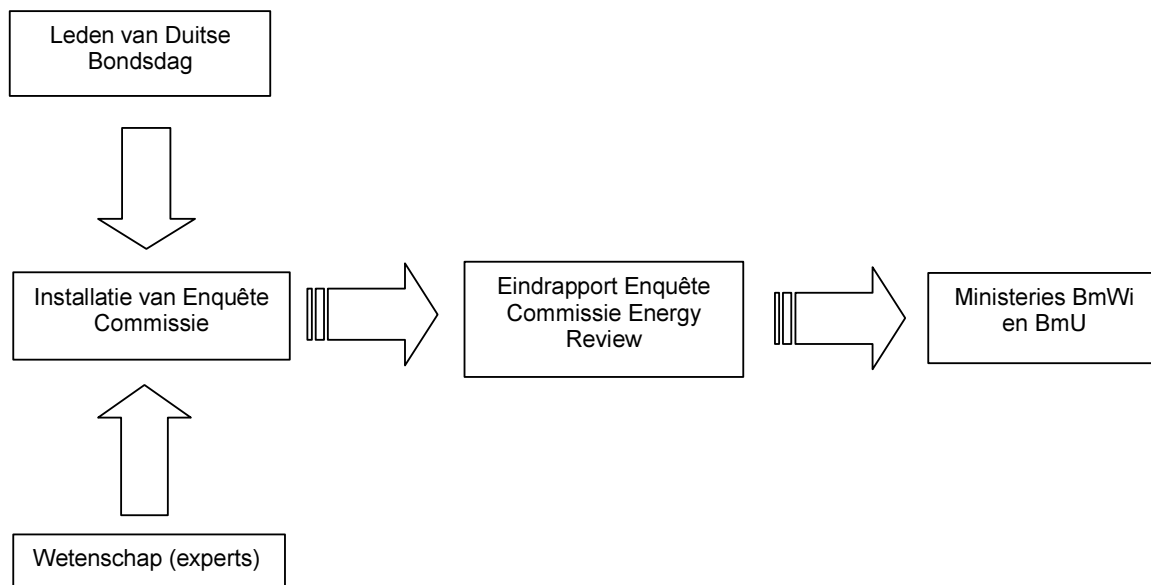 Leden van Duitse
Bondsdag
Installatie van Enquête
Commissie
Eindrapport Enquête
Commissie Energy
Review
Ministeries BmWi
en BmU
Wetenschap (experts)